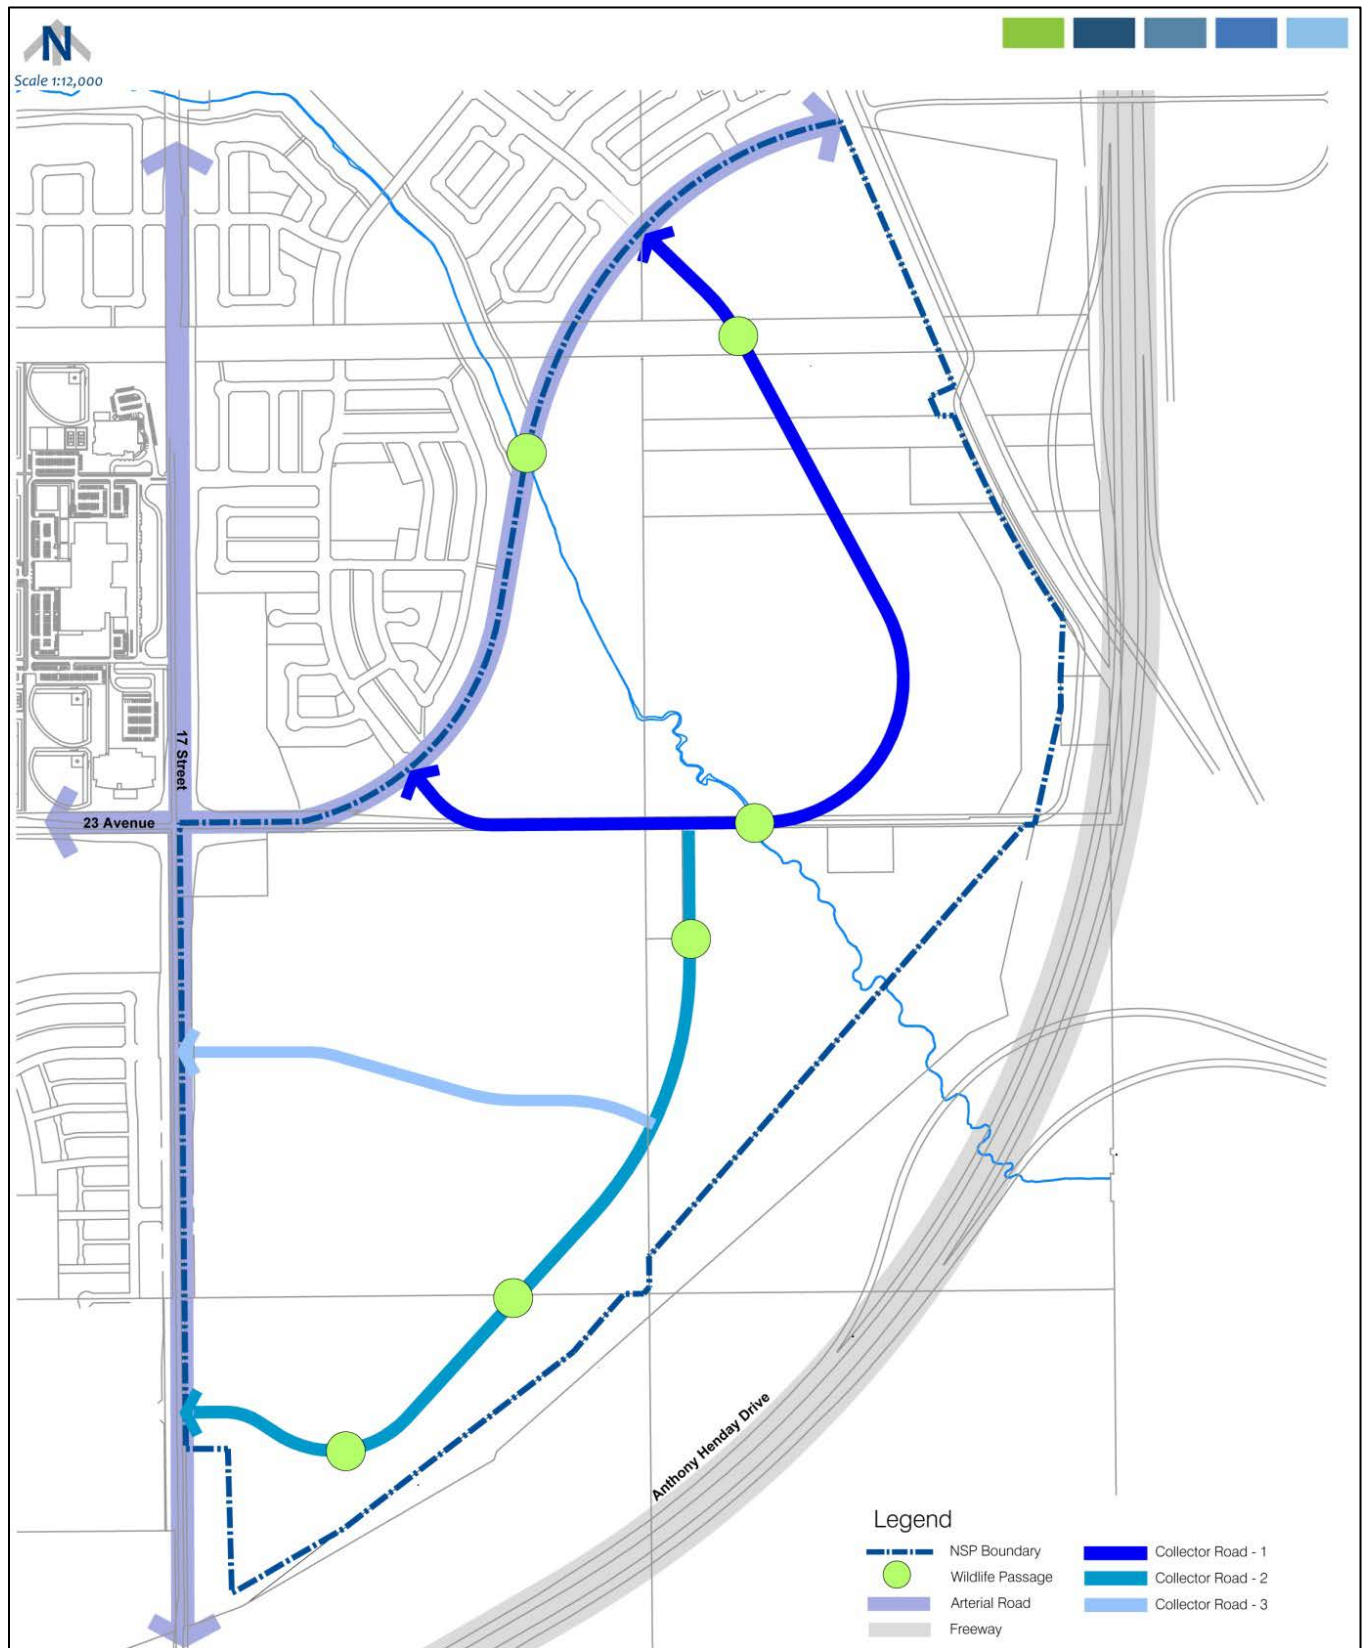 N
Scale 1:12,000
17 Street
23 Avenue
Anthony Henday Drive
Legend
NSP Boundary
Wildlife Passage
Arterial Road
Freeway
Collector Road - 1
Collector Road - 2
Collector Road - 3